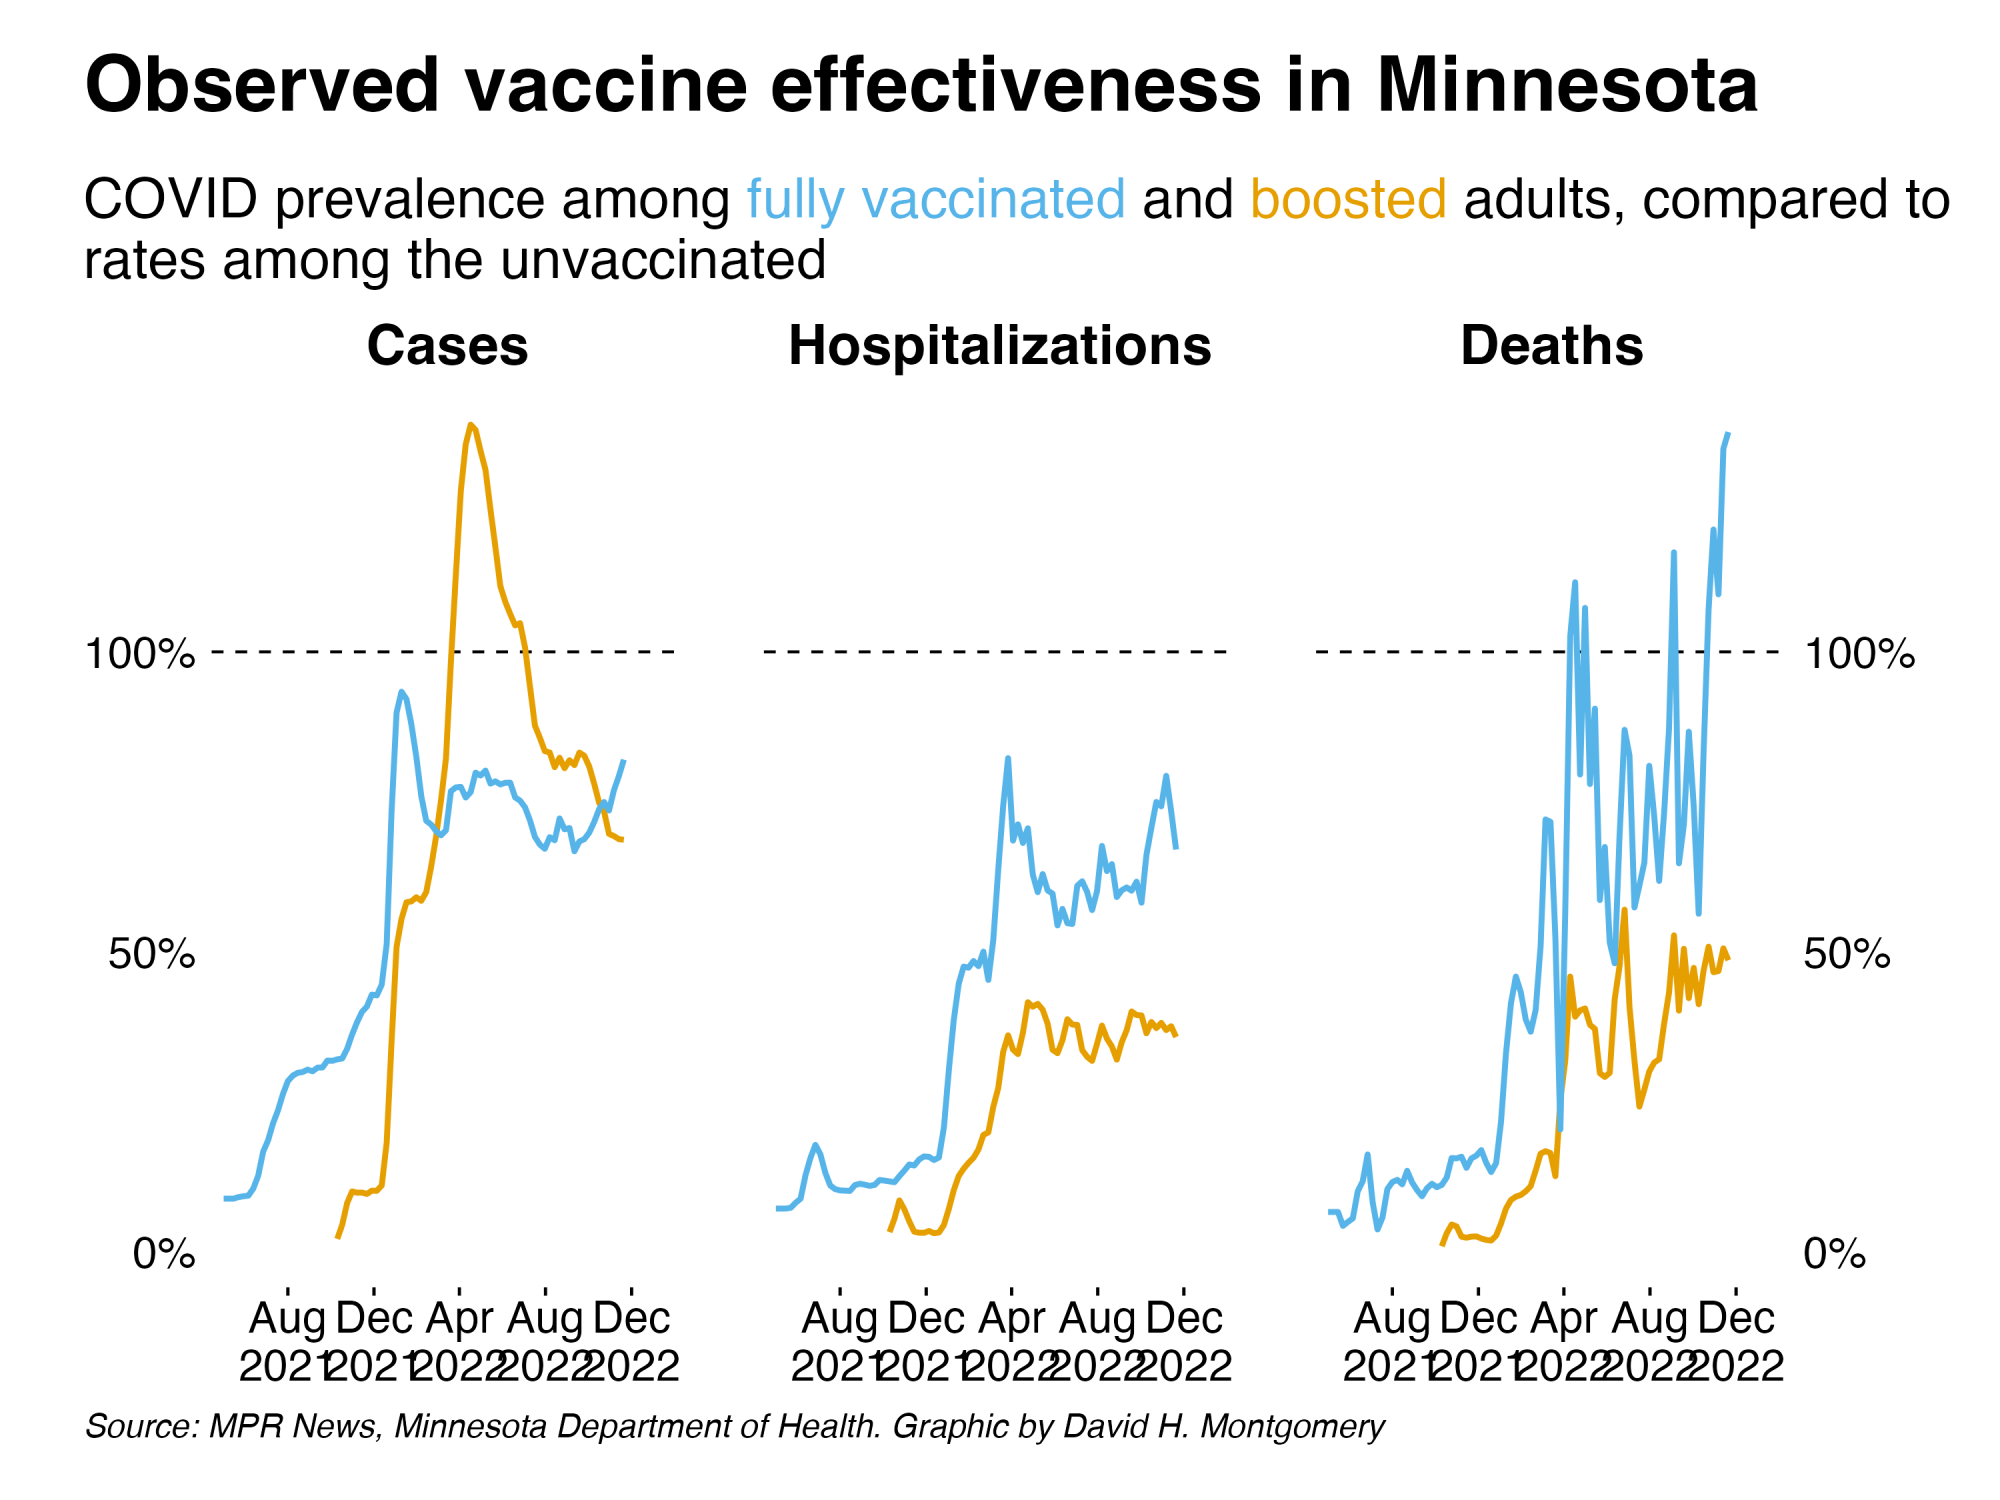 Observed vaccine effectiveness in Minnesota
COVID prevalence among fully vaccinated and boosted adults, compared to
rates among the unvaccinated
Cases Hospitalizations Deaths
100% 100%
50% 50%
0% 0%
Aug Dec Apr Aug Dec Aug Dec Apr Aug Dec Aug Dec Apr Aug Dec
2021 2021 2022 2022 2022 2021 2021 2022 2022 2022 2021 2021 2022 2022 2022
Source: MPR News, Minnesota Department of Health. Graphic by David H. Montgomery